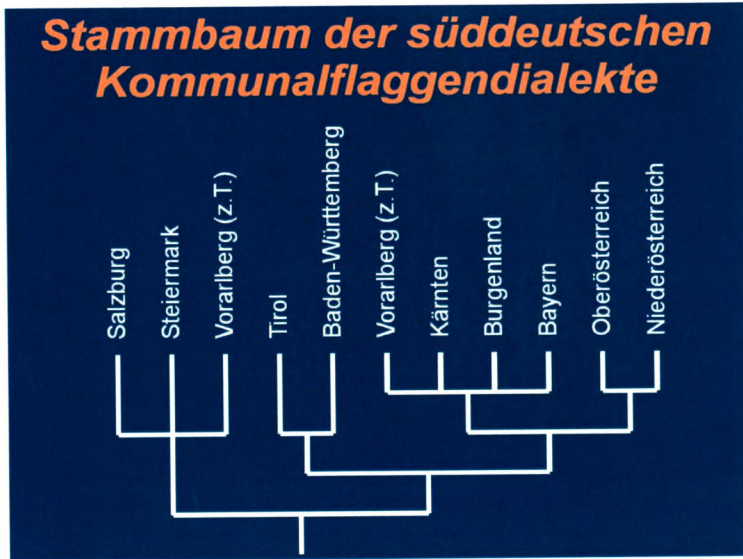 Stammbaum der süddeutschen
Kommunalflaggendialekte
Salzburg
Steiermark
Vorarlberg (z.T.)
Tirol
Baden-Württemberg
Vorarlberg (z.T.)
Kärnten
Burgenland
Bayern
Oberösterreich
Niederösterreich